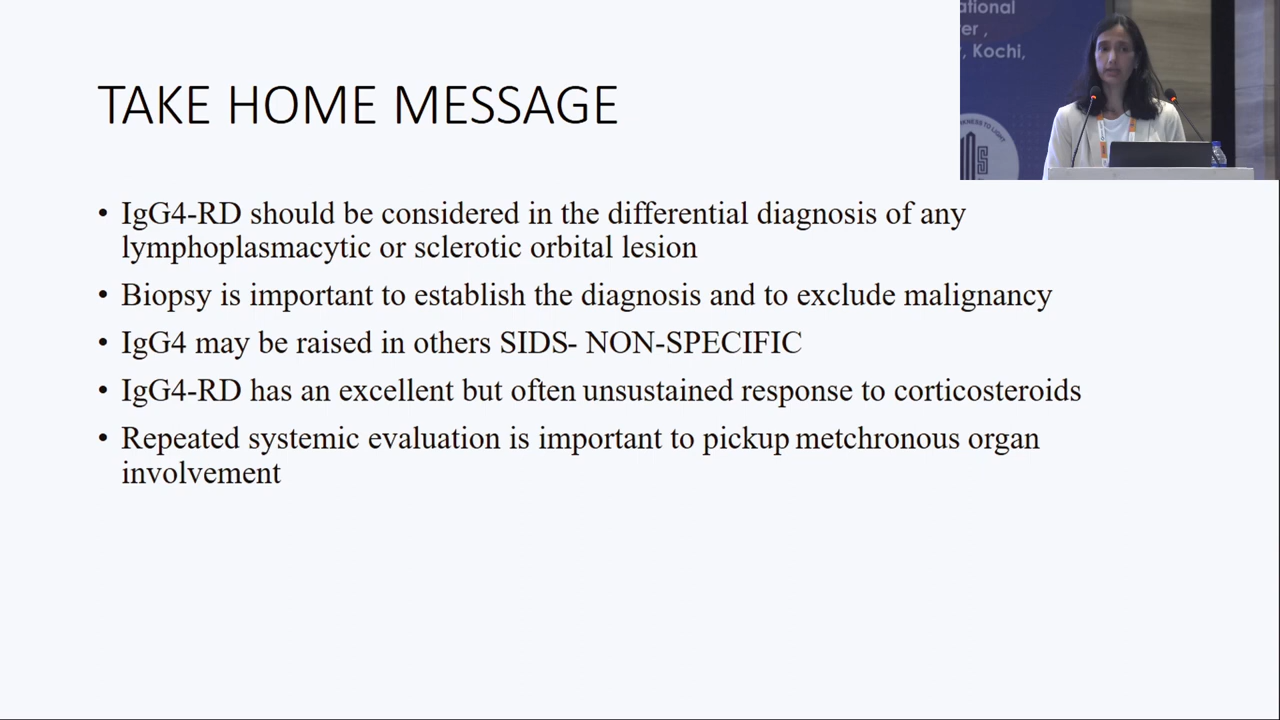 TAKE HOME MESSAGE
• IgG4-RD should be considered in the differential diagnosis of any
lymphoplasmacytic or sclerotic orbital lesion
• Biopsy is important to establish the diagnosis and to exclude malignancy
• IgG4 may be raised in others SIDS- NON-SPECIFIC
• IgG4-RD has an excellent but often unsustained response to corticosteroids
• Repeated systemic evaluation is important to pickup metchronous organ
involvement
, Kochi,
TO LIGHT